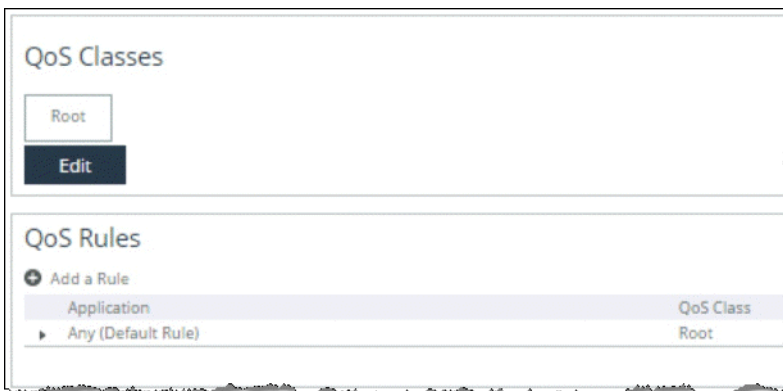 QoS Classes
Root
Edit
QoS Rules
Add a Rule
Application QoS Class
Any (Default Rule) Root